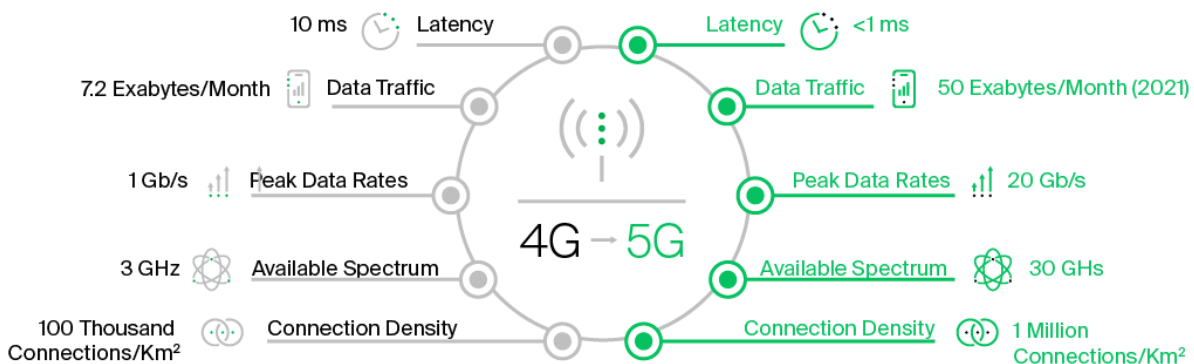 10 ms Latency
Latency <1 ms
7.2 Exabytes/Month Data Traffic
Data Traffic 50 Exabytes/Month (2021)
1 Gb/s Peak Data Rates
Peak Data Rates 20 Gb/s
4G → 5G
3 GHz Available Spectrum
Available Spectrum 30 GHs
100 Thousand
Connections/Km² Connection Density
Connection Density 1 Million
Connections/Km²